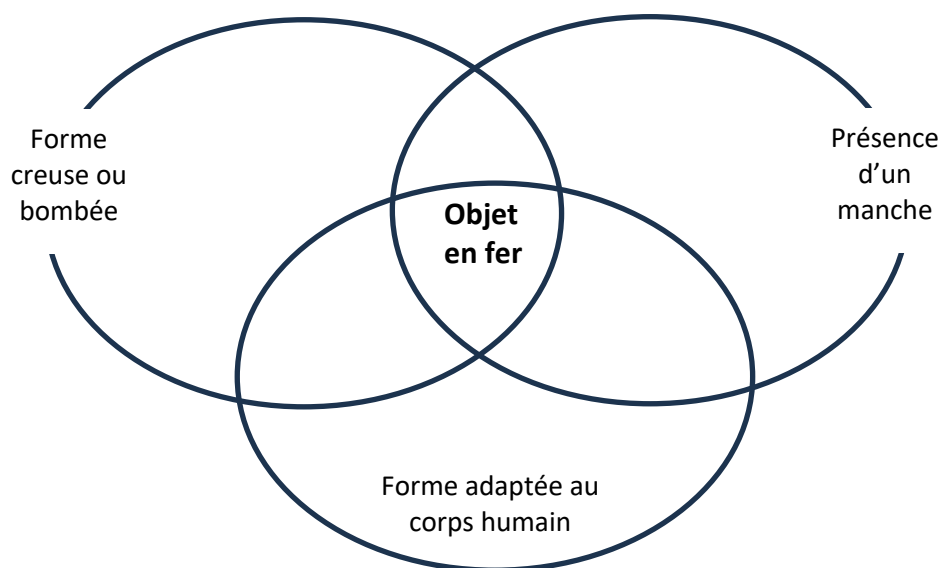 Forme
creuse ou
bombée
Présence
d’un
manche
Objet
en fer
Forme adaptée au
corps humain